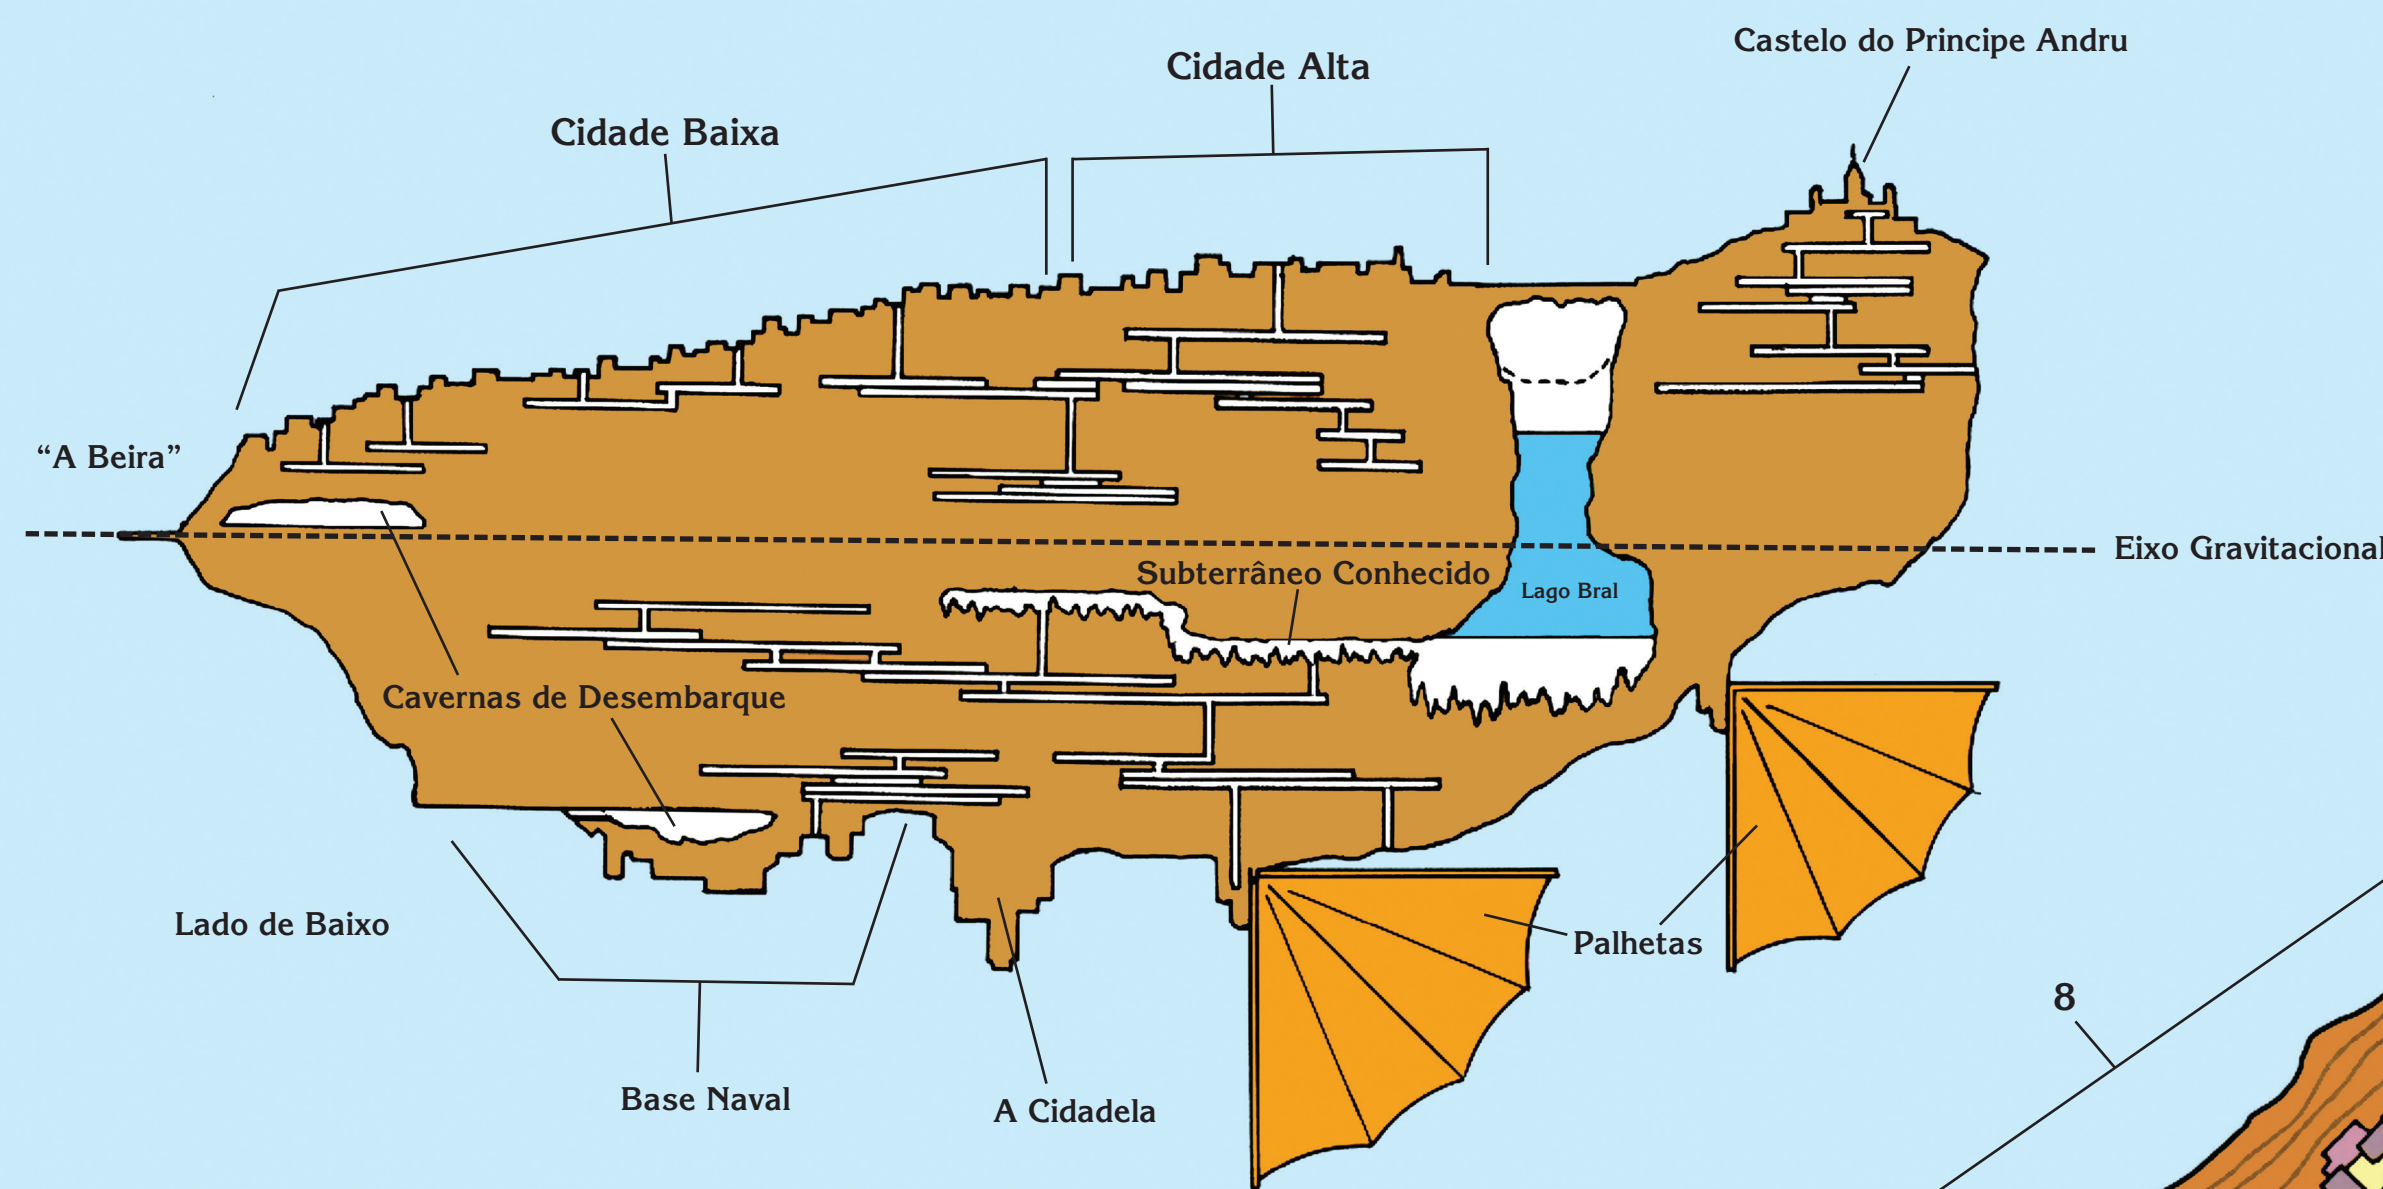 Castelo do Principe Andru
Cidade Alta
Cidade Baixa
“A Beira”
Eixo Gravitacional
Subterrâneo Conhecido
Lago Bral
Cavernas de Desembarque
Lado de Baixo
Palhetas
8
Base Naval
A Cidadela